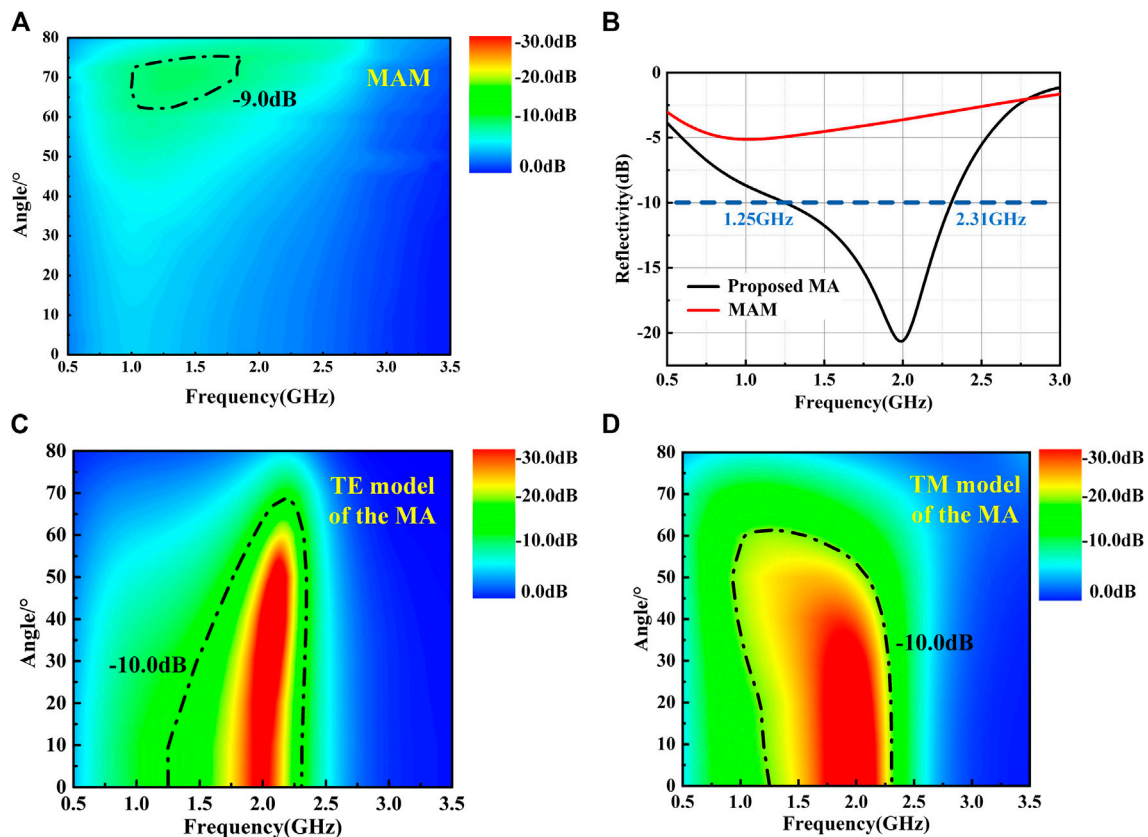 A
80
70
60
50
40
30
20
10
0
Angle/°
0.5 1.0 1.5 2.0 2.5 3.0 3.5
Frequency(GHz)
MAM
-9.0dB
-30.0dB
-20.0dB
-10.0dB
0.0dB
B
0
-5
-10
-15
-20
Reflectivity(dB)
0.5 1.0 1.5 2.0 2.5 3.0
Frequency(GHz)
1.25GHz
2.31GHz
Proposed MA
MAM
C
80
70
60
50
40
30
20
10
0
Angle/°
0.5 1.0 1.5 2.0 2.5 3.0 3.5
Frequency(GHz)
TE model
of the MA
-10.0dB
-30.0dB
-20.0dB
-10.0dB
0.0dB
D
80
70
60
50
40
30
20
10
0
Angle/°
0.5 1.0 1.5 2.0 2.5 3.0 3.5
Frequency(GHz)
TM model
of the MA
-10.0dB
-30.0dB
-20.0dB
-10.0dB
0.0dB